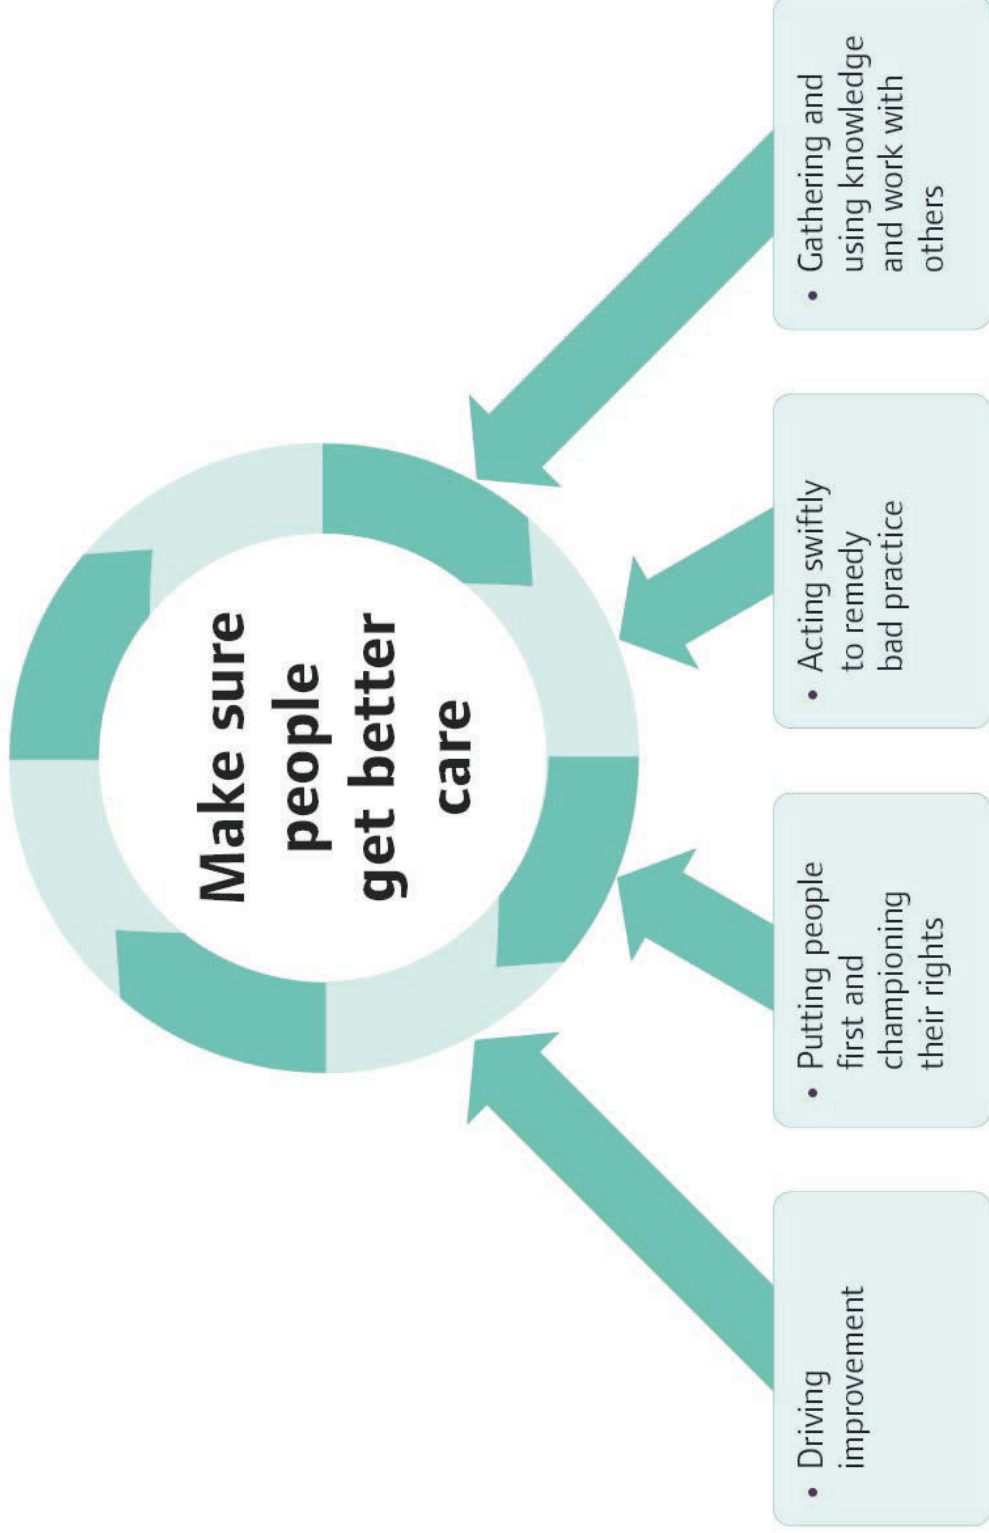 Make sure
people
get better
care
• Driving
improvement
• Putting people
first and
championing
their rights
• Acting swiftly
to remedy
bad practice
• Gathering and
using knowledge
and work with
others